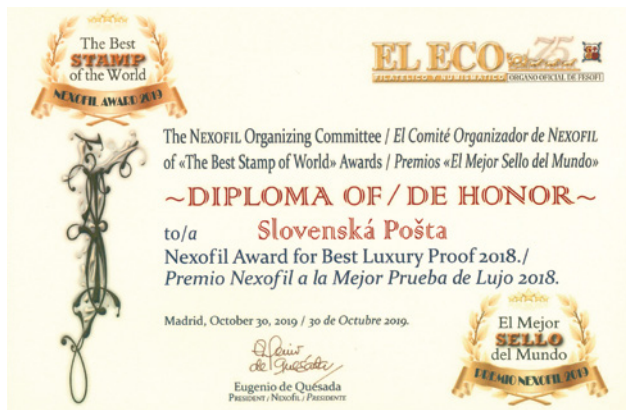 The Best
STAMP
of the World
NEXOFIL AWARD 2019
EL ECO
75
FILATÉLICO Y NUMISMÁTICO
ORGANO OFICIAL DE FESOFI
The NEXOFIL Organizing Committee / El Comité Organizador de NEXOFIL
of «The Best Stamp of World» Awards / Premios «El Mejor Sello del Mundo»
~DIPLOMA OF / DE HONOR~
to/a Slovenská Pošta
Nexofil Award for Best Luxury Proof 2018./
Premio Nexofil a la Mejor Prueba de Lujo 2018.
Madrid, October 30, 2019 / 30 de Octubre 2019.
Eugenio de Quesada
PRESIDENT / NEXOFIL / PRESIDENTE
El Mejor
SELLO
del Mundo
PREMIO NEXOFIL 2019